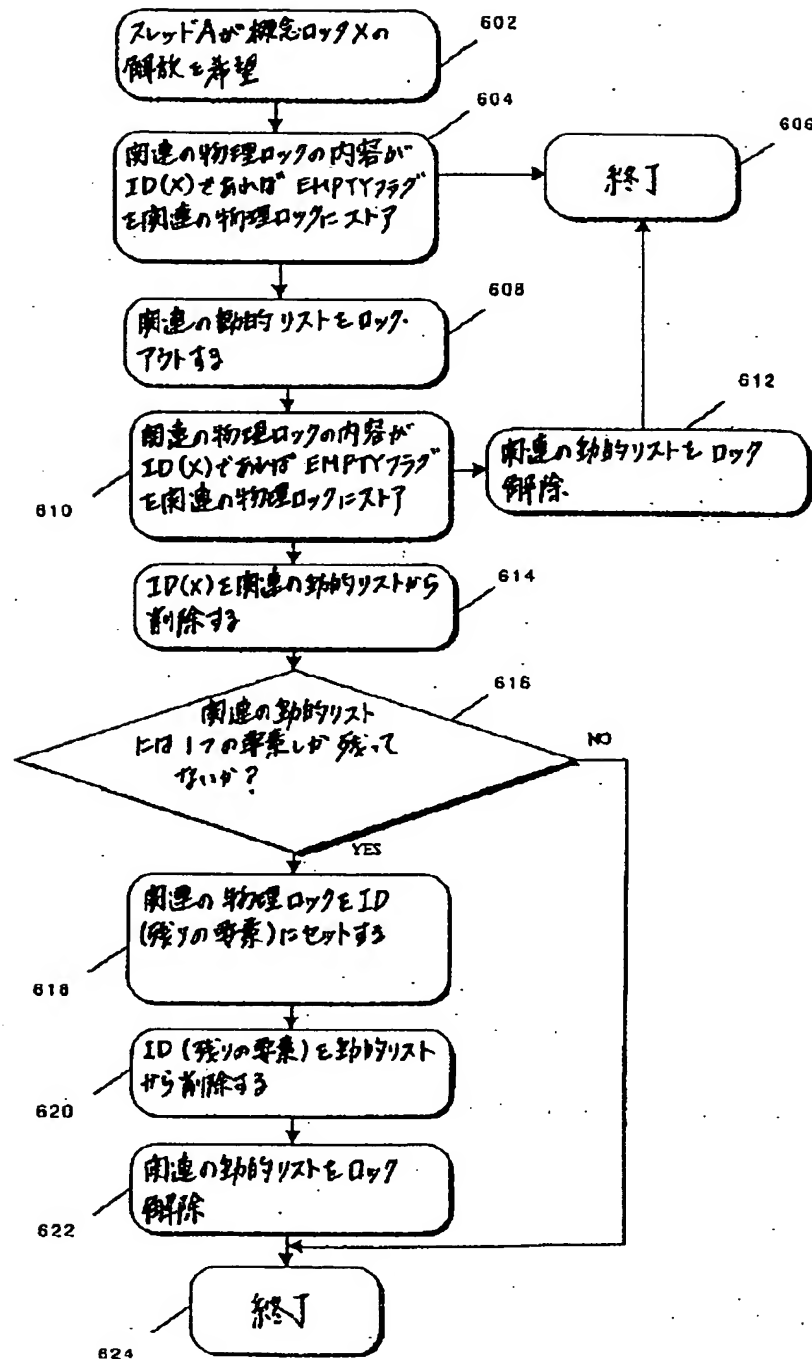 スレッドAが概念ロックXの
解放を希望
602
604
関連の物理ロックの内容が
ID(X)であれば EMPTYフラグ
を関連の物理ロックにストア
606
終了
608
関連の動的リストをロック・
アウトする
612
関連の物理ロックの内容が
ID(X)であれば EMPTYフラグ
を関連の物理ロックにストア
610
関連の動的リストをロック
解除
614
ID(X)を関連の動的リストから
削除する
616
関連の動的リスト
には1つの要素しか残って
ないか?
NO
YES
関連の物理ロックをID
(残りの要素)にセットする
618
ID(残りの要素)を動的リスト
から削除する
620
関連の動的リストをロック
解除
622
終了
624